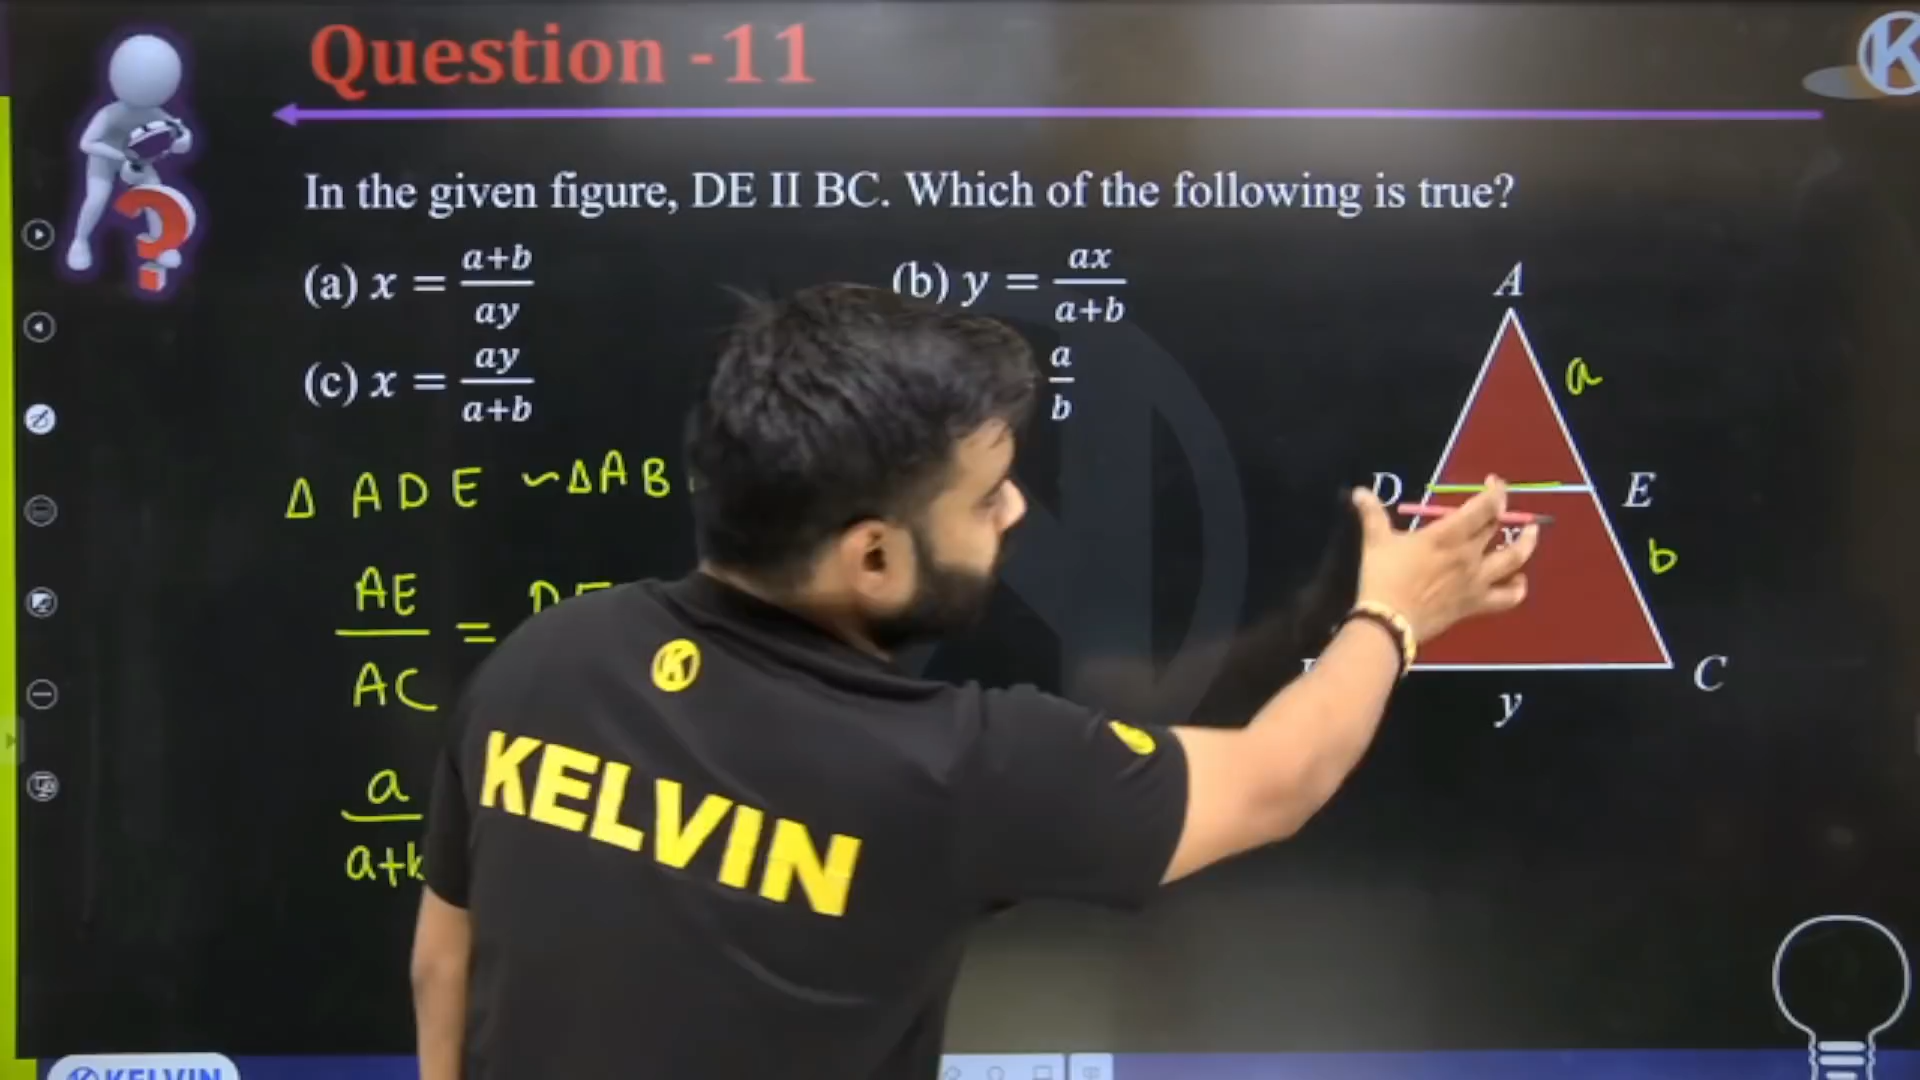 Question -11
In the given figure, DE II BC. Which of the following is true?
(a) x = a+b / ay
(b) y = ax / a+b
(c) x = ay / a+b
a / b
Δ ADE ~ΔAB
AE / AC =
a / a+b
A
a
D
E
x
b
C
y
K
KELVIN
KELVIN